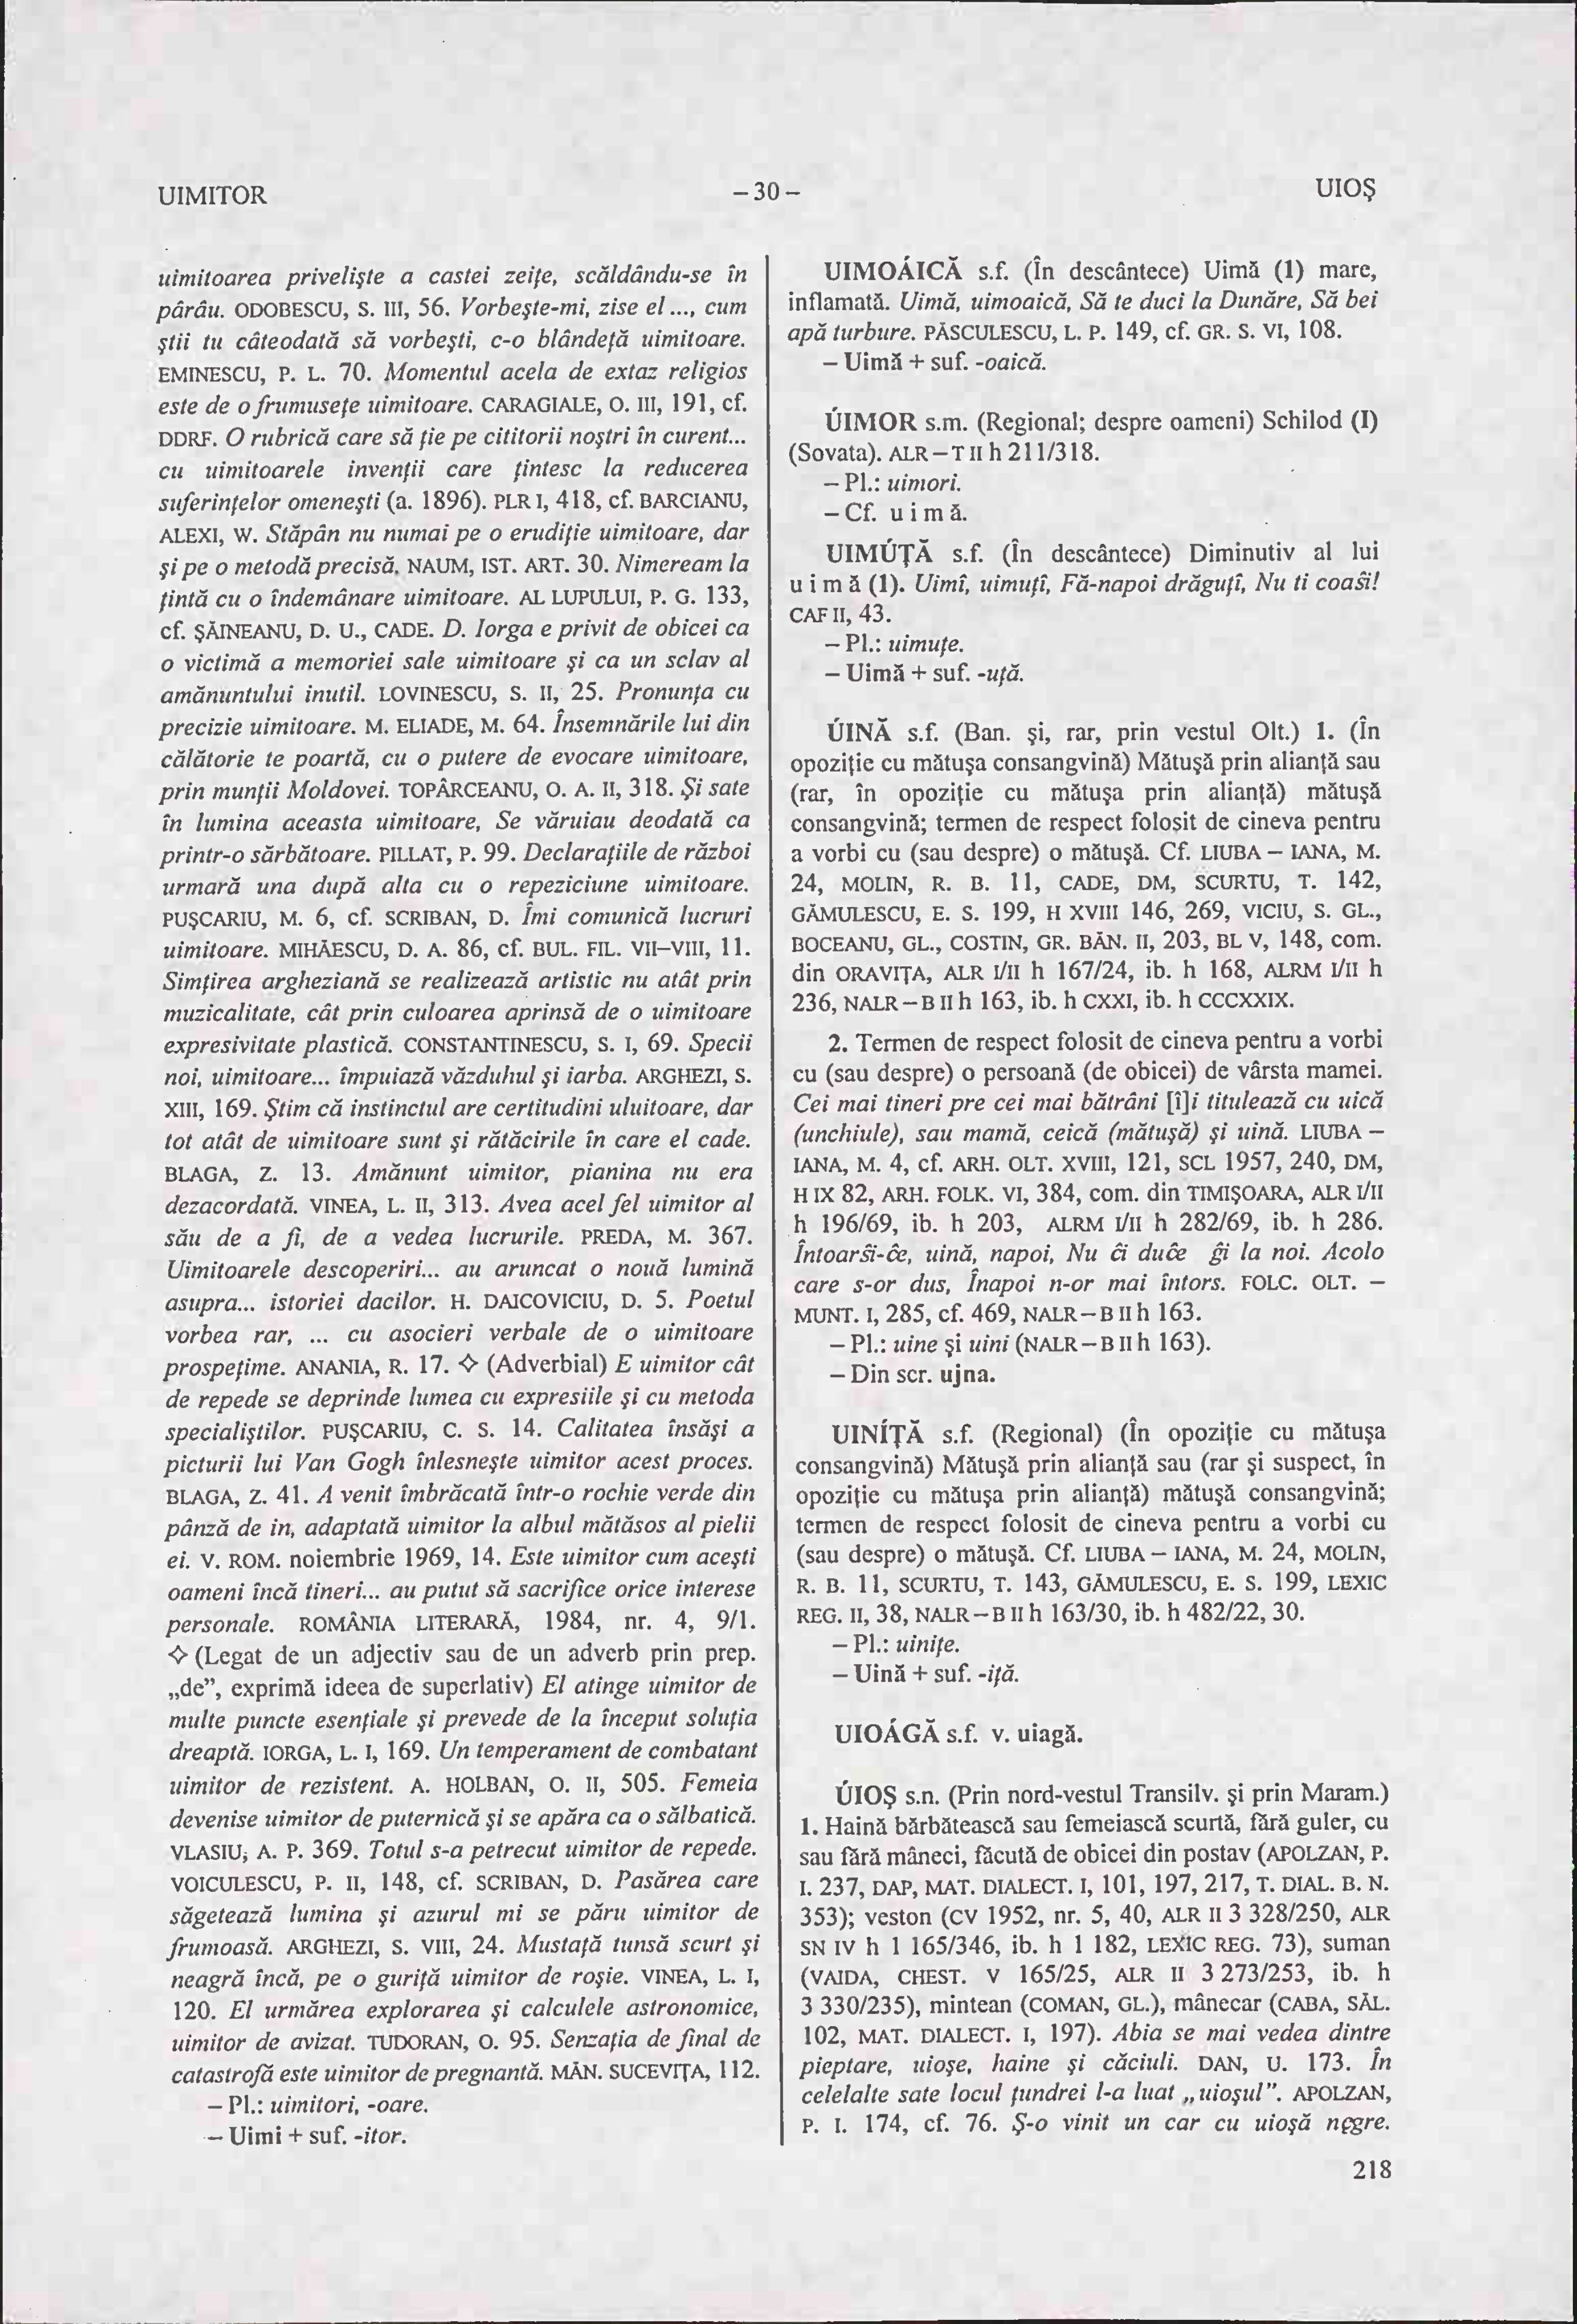 UIMITOR
– 30 –
UIOŞ
uimitoarea privelişte a castei zeiţe, scăldându-se în
pârâu. ODOBESCU, S. III, 56. Vorbeşte-mi, zise el ..., cum
ştii tu câteodată să vorbeşti, c-o blândeţă uimitoare.
EMINESCU, P. L. 70. Momentul acela de extaz religios
este de o frumuseţe uimitoare. CARAGIALE, O. III, 191, cf.
DDRF. O rubrică care să ţie pe cititorii noştri în curent...
cu uimitoarele invenţii care ţintesc la reducerea
suferinţelor omeneşti (a. 1896). PLR I, 418, cf. BARCIANU,
ALEXI, W. Stăpân nu numai pe o erudiţie uimitoare, dar
şi pe o metodă precisă. NAUM, IST. ART. 30. Nimeream la
ţintă cu o îndemânare uimitoare. AL LUPULUI, P. G. 133,
cf. ŞĂINEANU, D. U., CADE. D. Iorga e privit de obicei ca
o victimă a memoriei sale uimitoare şi ca un sclav al
amănuntului inutil. LOVINESCU, S. II, 25. Pronunţa cu
precizie uimitoare. M. ELIADE, M. 64. Însemnările lui din
călătorie te poartă, cu o putere de evocare uimitoare,
prin munţii Moldovei. TOPÂRCEANU, O. A. II, 318. Şi sate
în lumina aceasta uimitoare, Se văruiau deodată ca
printr-o sărbătoare. PILLAT, P. 99. Declaraţiile de război
urmară una după alta cu o repeziciune uimitoare.
PUŞCARIU, M. 6, cf. SCRIBAN, D. Îmi comunică lucruri
uimitoare. MIHĂESCU, D. A. 86, cf. BUL. FIL. VII–VIII, 11.
Simţirea argheziană se realizează artistic nu atât prin
muzicalitate, cât prin culoarea aprinsă de o uimitoare
expresivitate plastică. CONSTANTINESCU, S. I, 69. Specii
noi, uimitoare... împuiază văzduhul şi iarba. ARGHEZI, S.
XIII, 169. Ştim că instinctul are certitudini uluitoare, dar
tot atât de uimitoare sunt şi rătăcirile în care el cade.
BLAGA, Z. 13. Amănunt uimitor, pianina nu era
dezacordată. VINEA, L. II, 313. Avea acel fel uimitor al
său de a fi, de a vedea lucrurile. PREDA, M. 367.
Uimitoarele descoperiri... au aruncat o nouă lumină
asupra... istoriei dacilor. H. DAICOVICIU, D. 5. Poetul
vorbea rar, ... cu asocieri verbale de o uimitoare
prospeţime. ANANIA, R. 17. ◇ (Adverbial) E uimitor cât
de repede se deprinde lumea cu expresiile şi cu metoda
specialiştilor. PUŞCARIU, C. S. 14. Calitatea însăşi a
picturii lui Van Gogh înlesneşte uimitor acest proces.
BLAGA, Z. 41. A venit îmbrăcată într-o rochie verde din
pânză de in, adaptată uimitor la albul mătăsos al pielii
ei. V. ROM. noiembrie 1969, 14. Este uimitor cum aceşti
oameni încă tineri... au putut să sacrifice orice interese
personale. ROMÂNIA LITERARĂ, 1984, nr. 4, 9/1.
◇ (Legat de un adjectiv sau de un adverb prin prep.
„de”, exprimă ideea de superlativ) El atinge uimitor de
multe puncte esenţiale şi prevede de la început soluţia
dreaptă. IORGA, L. I, 169. Un temperament de combatant
uimitor de rezistent. A. HOLBAN, O. II, 505. Femeia
devenise uimitor de puternică şi se apăra ca o sălbatică.
VLASIU, A. P. 369. Totul s-a petrecut uimitor de repede.
VOICULESCU, P. II, 148, cf. SCRIBAN, D. Pasărea care
săgetează lumina şi azurul mi se păru uimitor de
frumoasă. ARGHEZI, S. VIII, 24. Mustaţă tunsă scurt şi
neagră încă, pe o guriţă uimitor de roşie. VINEA, L. I,
120. El urmărea explorarea şi calculele astronomice,
uimitor de avizat. TUDORAN, O. 95. Senzaţia de final de
catastrofă este uimitor de pregnantă. MĂN. SUCEVIŢA, 112.
– Pl.: uimitori, -oare.
– Uimi + suf. -itor.
UIMOÁICĂ s.f. (În descântece) Uimă (1) mare,
inflamată. Uimă, uimoaică, Să te duci la Dunăre, Să bei
apă turbure. PĂSCULESCU, L. P. 149, cf. GR. S. VI, 108.
– Uimă + suf. -oaică.
ÚIMOR s.m. (Regional; despre oameni) Schilod (I)
(Sovata). ALR – T II h 211/318.
– Pl.: uimori.
– Cf. u i m ă.
UIMÚŢĂ s.f. (În descântece) Diminutiv al lui
u i m ă (1). Uimî, uimuţî, Fă-napoi drăguţî, Nu ti coaŝi!
CAF II, 43.
– Pl.: uimuţe.
– Uimă + suf. -uţă.
ÚINĂ s.f. (Ban. şi, rar, prin vestul Olt.) 1. (În
opoziţie cu mătuşa consangvină) Mătuşă prin alianţă sau
(rar, în opoziţie cu mătuşa prin alianţă) mătuşă
consangvină; termen de respect folosit de cineva pentru
a vorbi cu (sau despre) o mătuşă. Cf. LIUBA – IANA, M.
24, MOLIN, R. B. 11, CADE, DM, SCURTU, T. 142,
GĂMULESCU, E. S. 199, H XVIII 146, 269, VICIU, S. GL.,
BOCEANU, GL., COSTIN, GR. BĂN. II, 203, BL V, 148, com.
din ORAVIŢA, ALR I/II h 167/24, ib. h 168, ALRM I/II h
236, NALR – B II h 163, ib. h CXXI, ib. h CCCXXIX.
2. Termen de respect folosit de cineva pentru a vorbi
cu (sau despre) o persoană (de obicei) de vârsta mamei.
Cei mai tineri pre cei mai bătrâni [î]i titulează cu uică
(unchiule), sau mamă, ceică (mătuşă) şi uină. LIUBA –
IANA, M. 4, cf. ARH. OLT. XVIII, 121, SCL 1957, 240, DM,
H IX 82, ARH. FOLK. VI, 384, com. din TIMIŞOARA, ALR I/II
h 196/69, ib. h 203, ALRM I/II h 282/69, ib. h 286.
Întoarŝi-ĉe, uină, napoi, Nu ĉi duĉe ĝi la noi. Acolo
care s-or dus, Înapoi n-or mai întors. FOLC. OLT. –
MUNT. I, 285, cf. 469, NALR – B II h 163.
– Pl.: uine şi uini (NALR – B II h 163).
– Din scr. ujna.
UINÍŢĂ s.f. (Regional) (În opoziţie cu mătuşa
consangvină) Mătuşă prin alianţă sau (rar şi suspect, în
opoziţie cu mătuşa prin alianţă) mătuşă consangvină;
termen de respect folosit de cineva pentru a vorbi cu
(sau despre) o mătuşă. Cf. LIUBA – IANA, M. 24, MOLIN,
R. B. 11, SCURTU, T. 143, GĂMULESCU, E. S. 199, LEXIC
REG. II, 38, NALR – B II h 163/30, ib. h 482/22, 30.
– Pl.: uiniţe.
– Uină + suf. -iţă.
UIOÁGĂ s.f. v. uiagă.
ÚIOŞ s.n. (Prin nord-vestul Transilv. şi prin Maram.)
1. Haină bărbătească sau femeiască scurtă, fără guler, cu
sau fără mâneci, făcută de obicei din postav (APOLZAN, P.
I. 237, DAP, MAT. DIALECT. I, 101, 197, 217, T. DIAL. B. N.
353); veston (CV 1952, nr. 5, 40, ALR II 3 328/250, ALR
SN IV h 1 165/346, ib. h 1 182, LEXIC REG. 73), suman
(VAIDA, CHEST. V 165/25, ALR II 3 273/253, ib. h
3 330/235), mintean (COMAN, GL.), mânecar (CABA, SĂL.
102, MAT. DIALECT. I, 197). Abia se mai vedea dintre
pieptare, uioşe, haine şi căciuli. DAN, U. 173. În
celelalte sate locul ţundrei l-a luat „uioşul”. APOLZAN,
P. I. 174, cf. 76. Ş-o vinit un car cu uioşă nęgre.
218